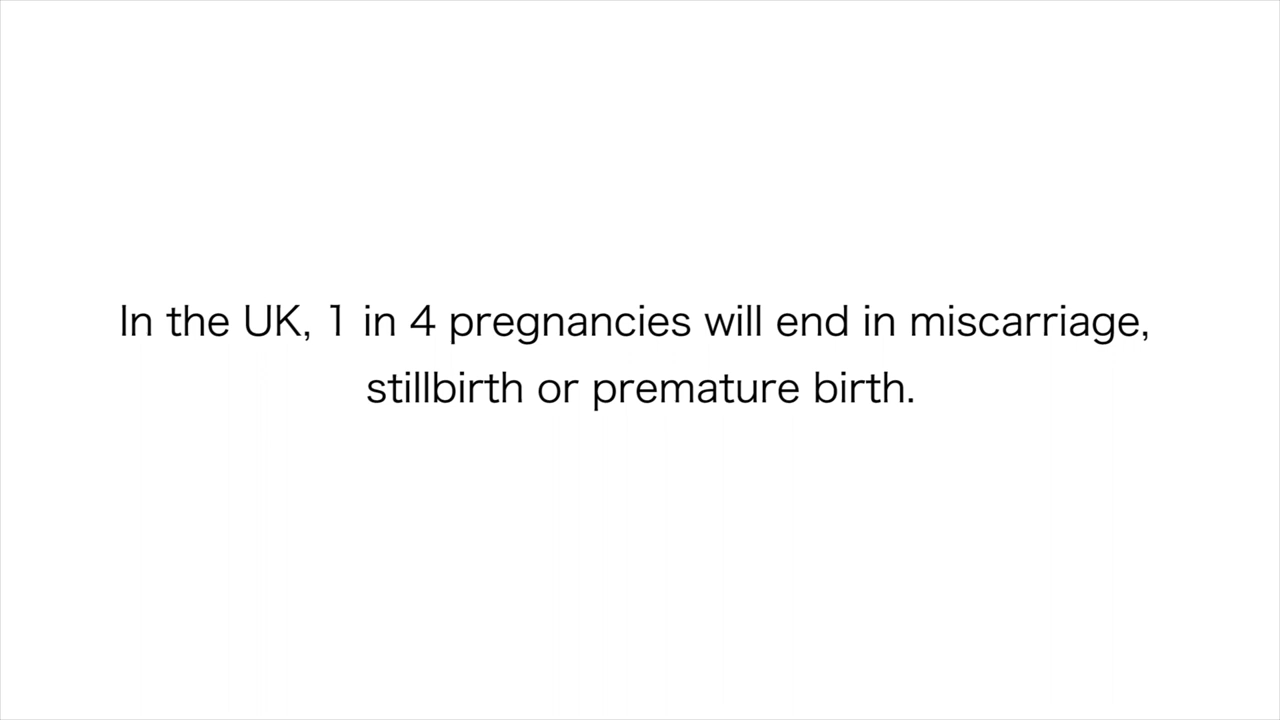 In the UK, 1 in 4 pregnancies will end in miscarriage,
stillbirth or premature birth.